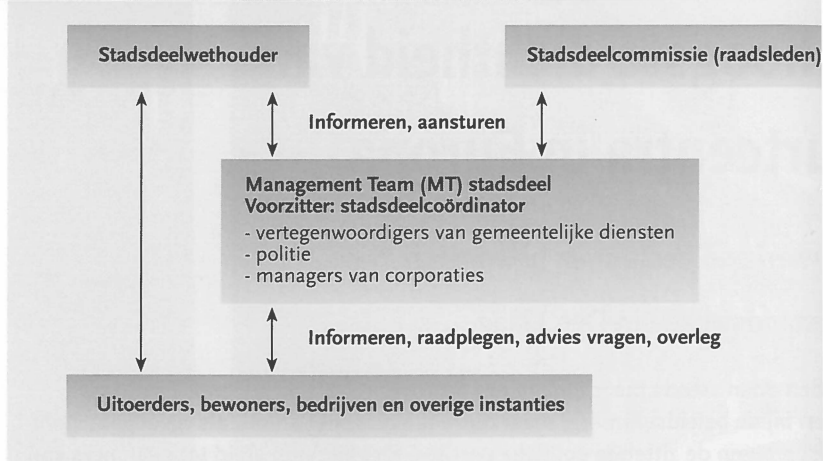 Stadsdeelwethouder
Stadsdeelcommissie (raadsleden)
Informeren, aansturen
Management Team (MT) stadsdeel
Voorzitter: stadsdeelcoördinator
- vertegenwoordigers van gemeentelijke diensten
- politie
- managers van corporaties
Informeren, raadplegen, advies vragen, overleg
Uitoerders, bewoners, bedrijven en overige instanties